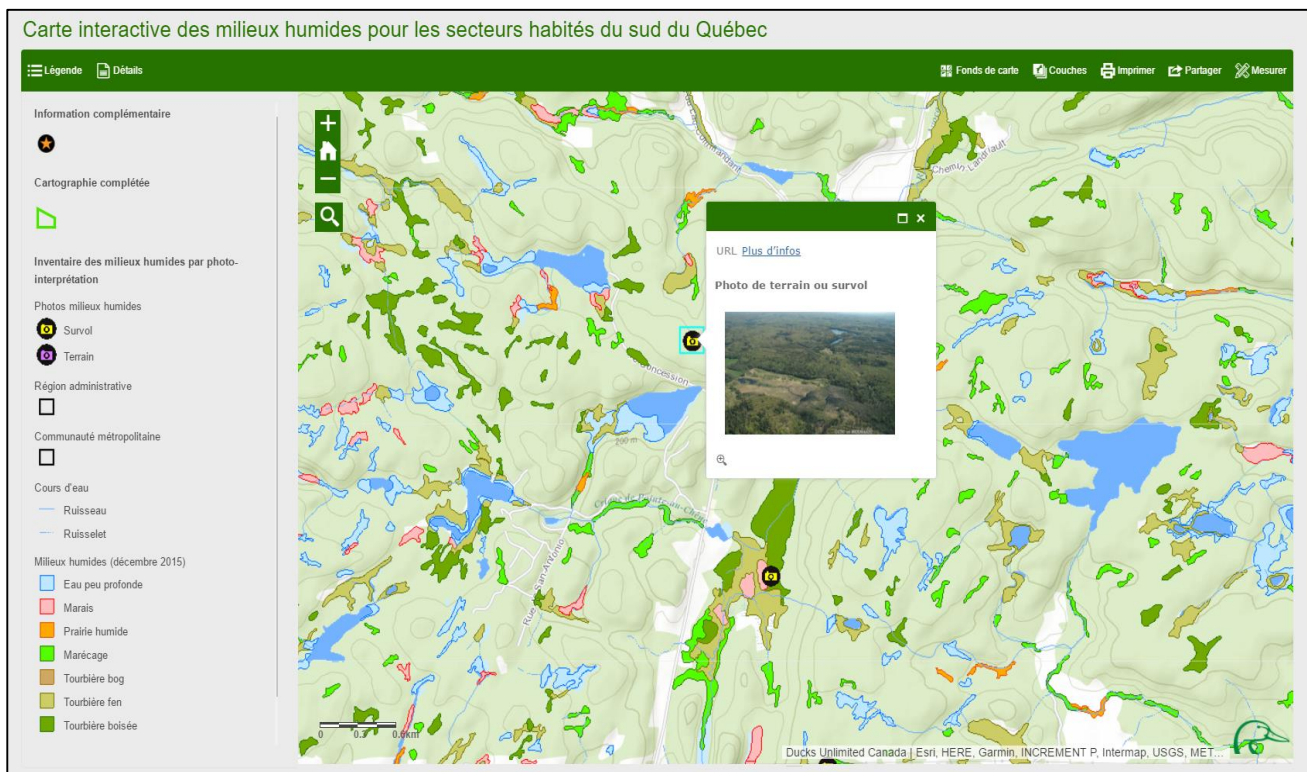 Carte interactive des milieux humides pour les secteurs habités du sud du Québec
Légende
Détails
Fonds de carte
Couches
Imprimer
Partager
Mesurer
Information complémentaire
Cartographie complétée
Inventaire des milieux humides par photo-
interprétation
Photos milieux humides
Survol
Terrain
Région administrative
Communauté métropolitaine
Cours d'eau
Ruisseau
Ruisselet
Milieux humides (décembre 2015)
Eau peu profonde
Marais
Prairie humide
Marécage
Tourbière bog
Tourbière fen
Tourbière boisée
Commandant
Chemin Landriault
URL Plus d'infos
Photo de terrain ou survol
Concession
200 m
Rue San-Antonio
0
0.6km
Ducks Unlimited Canada | Esri, HERE, Garmin, INCREMENT P, Intermap, USGS, MET...